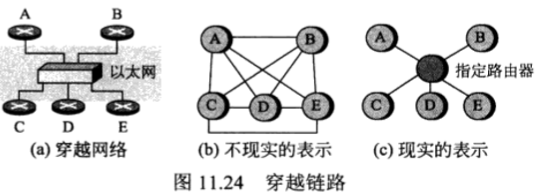 A B
以太网
C D E
(a) 穿越网络
A B
C D E
(b) 不现实的表示
A B
指定路由器
C D E
(c) 现实的表示
图 11.24 穿越链路